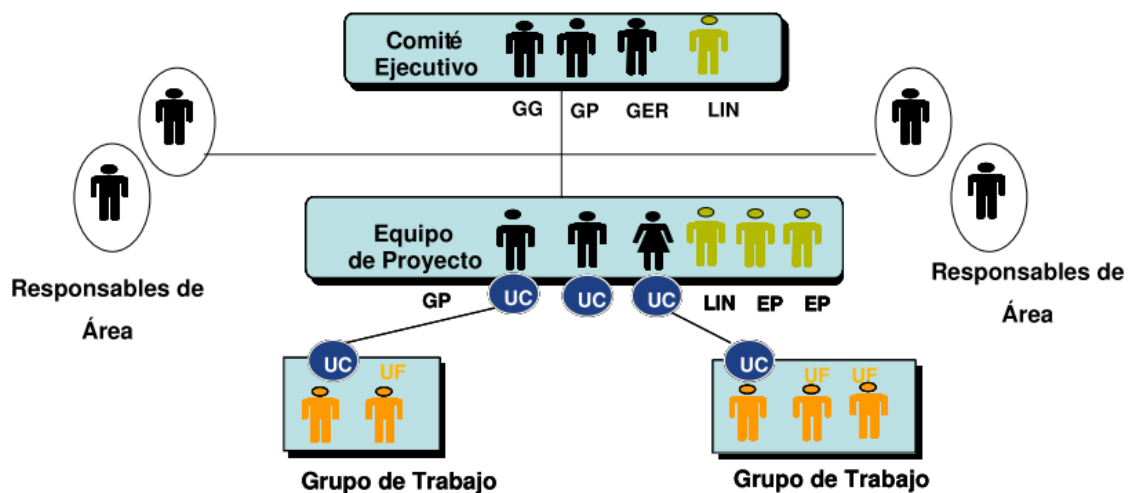 Comité
Ejecutivo
GG GP GER LIN
Equipo
de Proyecto
Responsables de
Área
Responsables de
Área
GP UC UC UC LIN EP EP
UC UF
UC UF UF
Grupo de Trabajo
Grupo de Trabajo